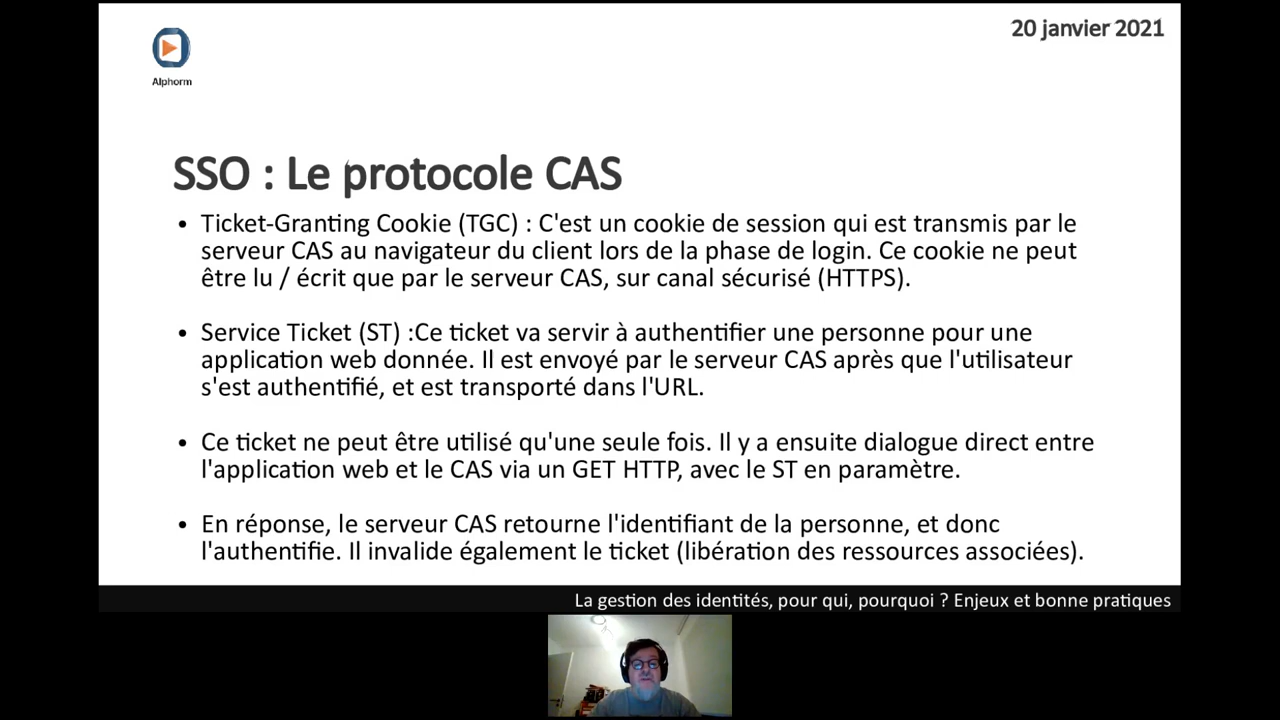 20 janvier 2021
Alphorm
SSO : Le protocole CAS
• Ticket-Granting Cookie (TGC) : C'est un cookie de session qui est transmis par le
serveur CAS au navigateur du client lors de la phase de login. Ce cookie ne peut
être lu / écrit que par le serveur CAS, sur canal sécurisé (HTTPS).
• Service Ticket (ST) :Ce ticket va servir à authentifier une personne pour une
application web donnée. Il est envoyé par le serveur CAS après que l'utilisateur
s'est authentifié, et est transporté dans l'URL.
• Ce ticket ne peut être utilisé qu'une seule fois. Il y a ensuite dialogue direct entre
l'application web et le CAS via un GET HTTP, avec le ST en paramètre.
• En réponse, le serveur CAS retourne l'identifiant de la personne, et donc
l'authentifie. Il invalide également le ticket (libération des ressources associées).
La gestion des identités, pour qui, pourquoi ? Enjeux et bonne pratiques